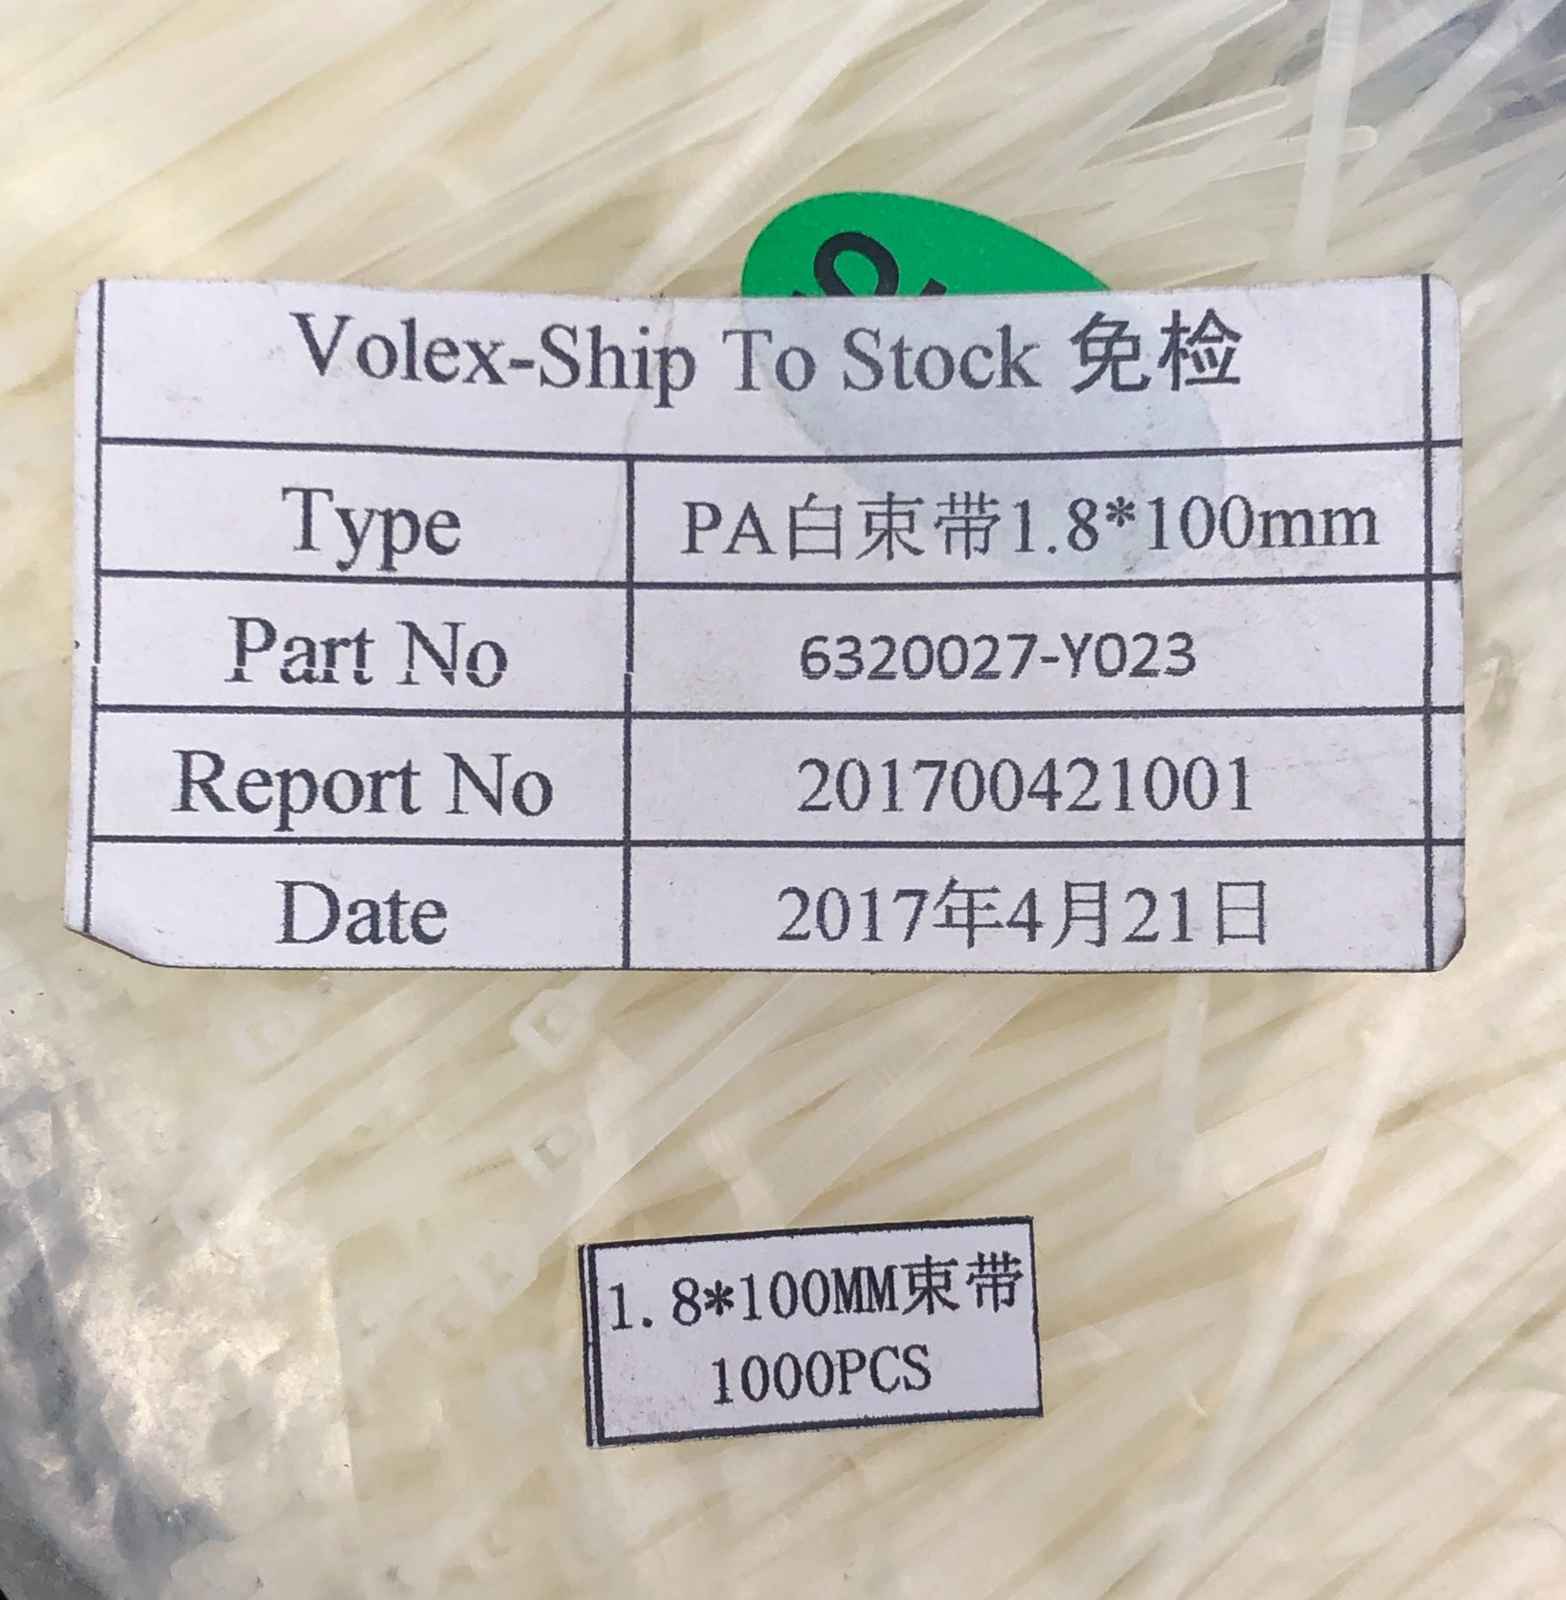 Volex-Ship To Stock 免检
Type PA白束带1.8*100mm
Part No 6320027-Y023
Report No 201700421001
Date 2017年4月21日
1.8*100MM束带
1000PCS